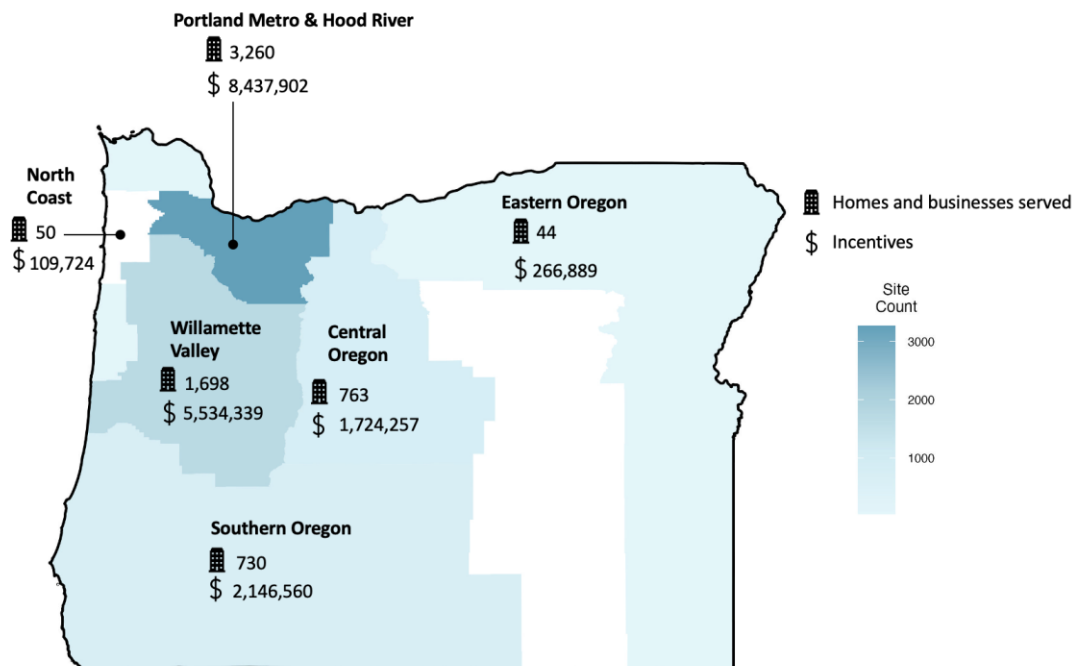 Portland Metro & Hood River
3,260
$ 8,437,902
North
Coast
50
$ 109,724
Eastern Oregon
44
$ 266,889
Willamette
Valley
1,698
$ 5,534,339
Central
Oregon
763
$ 1,724,257
Southern Oregon
730
$ 2,146,560
Homes and businesses served
$ Incentives
Site
Count
3000
2000
1000